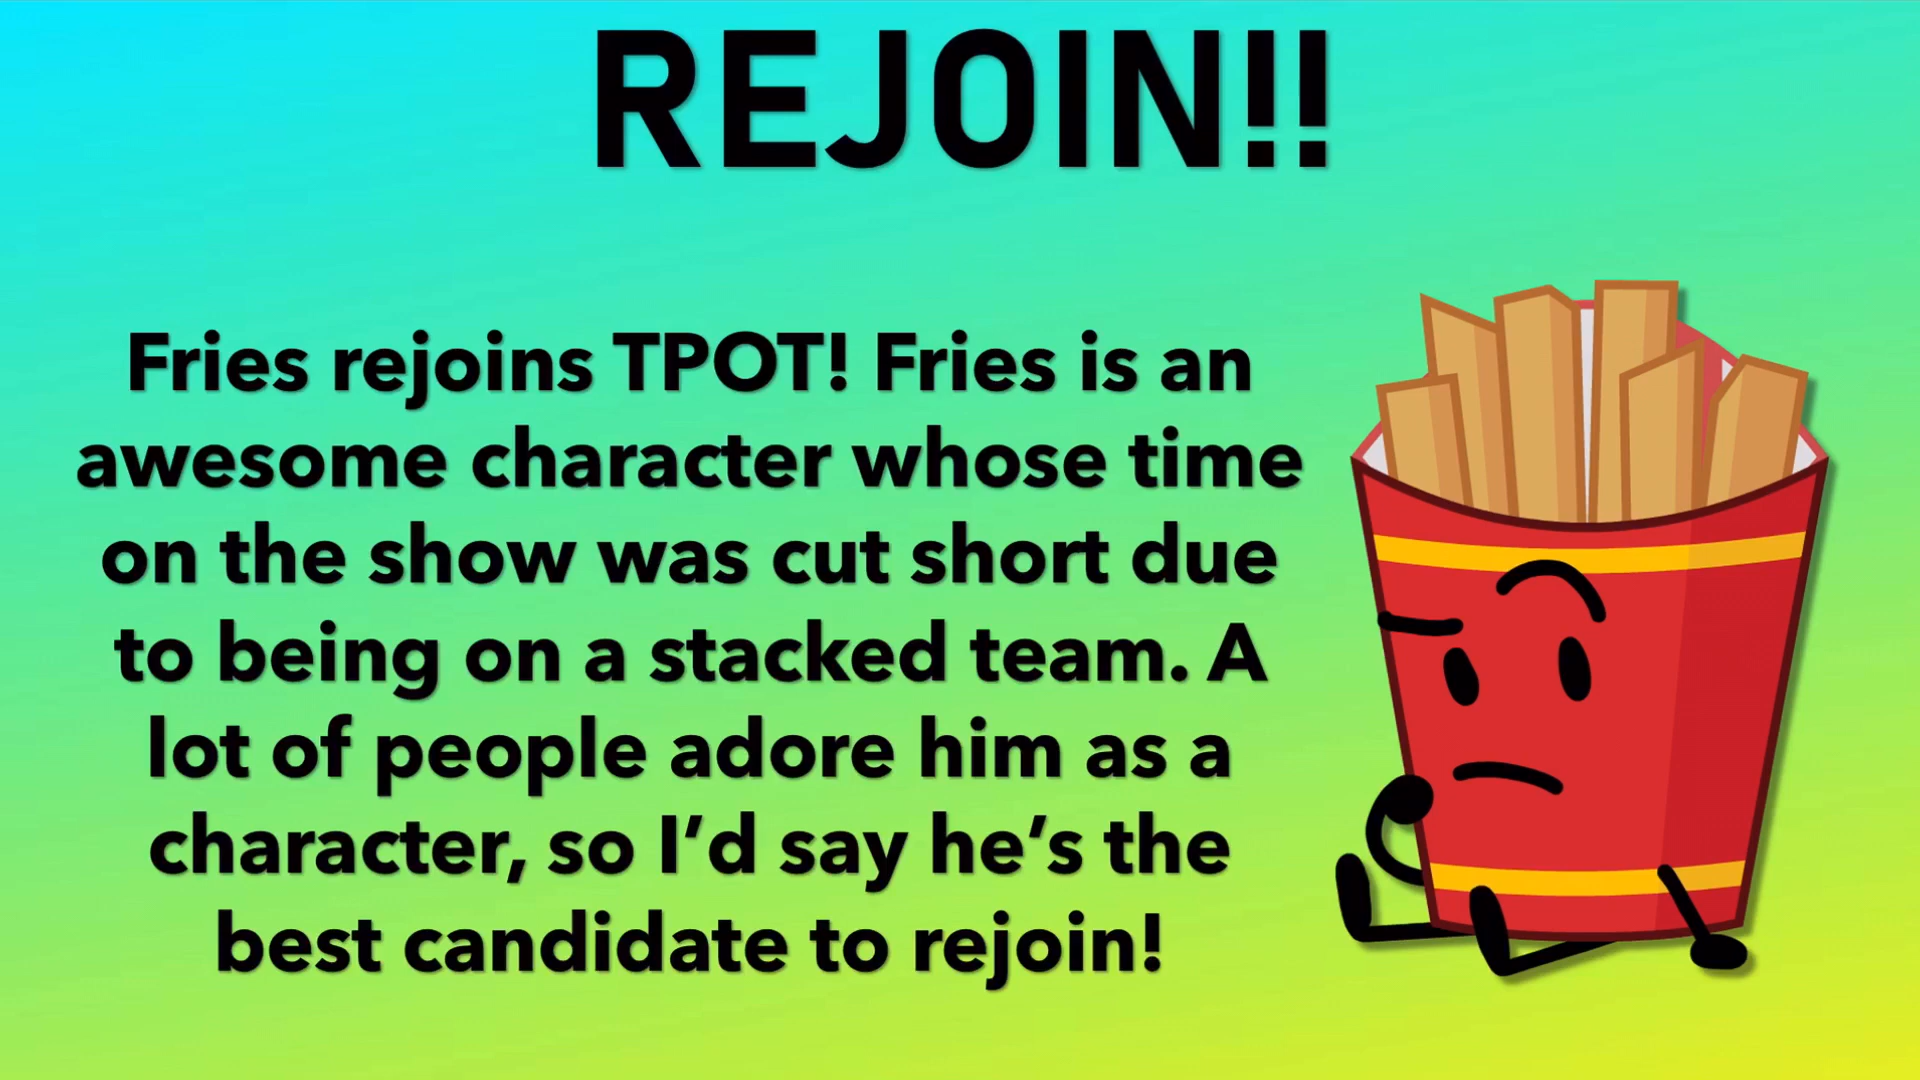 REJOIN!!
Fries rejoins TPOT! Fries is an
awesome character whose time
on the show was cut short due
to being on a stacked team. A
lot of people adore him as a
character, so I’d say he’s the
best candidate to rejoin!